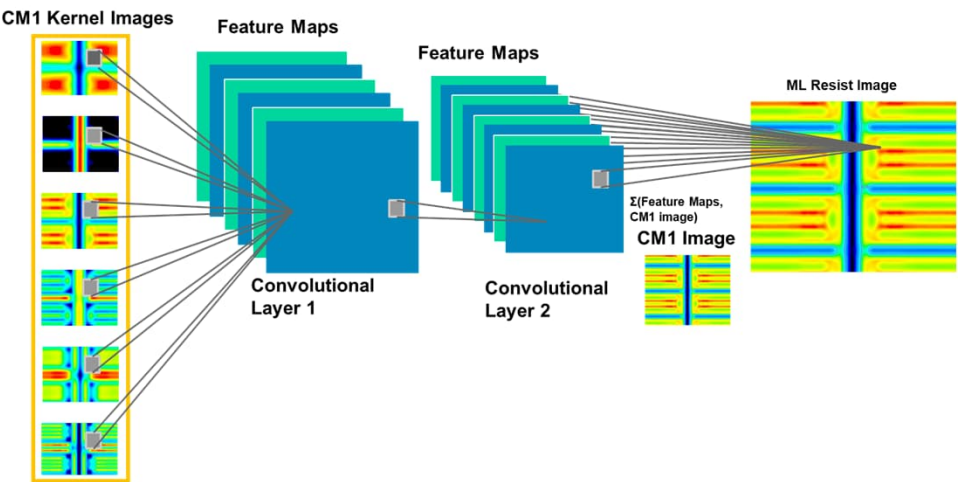 CM1 Kernel Images
Feature Maps
Feature Maps
ML Resist Image
Σ(Feature Maps,
CM1 image)
CM1 Image
Convolutional
Layer 1
Convolutional
Layer 2